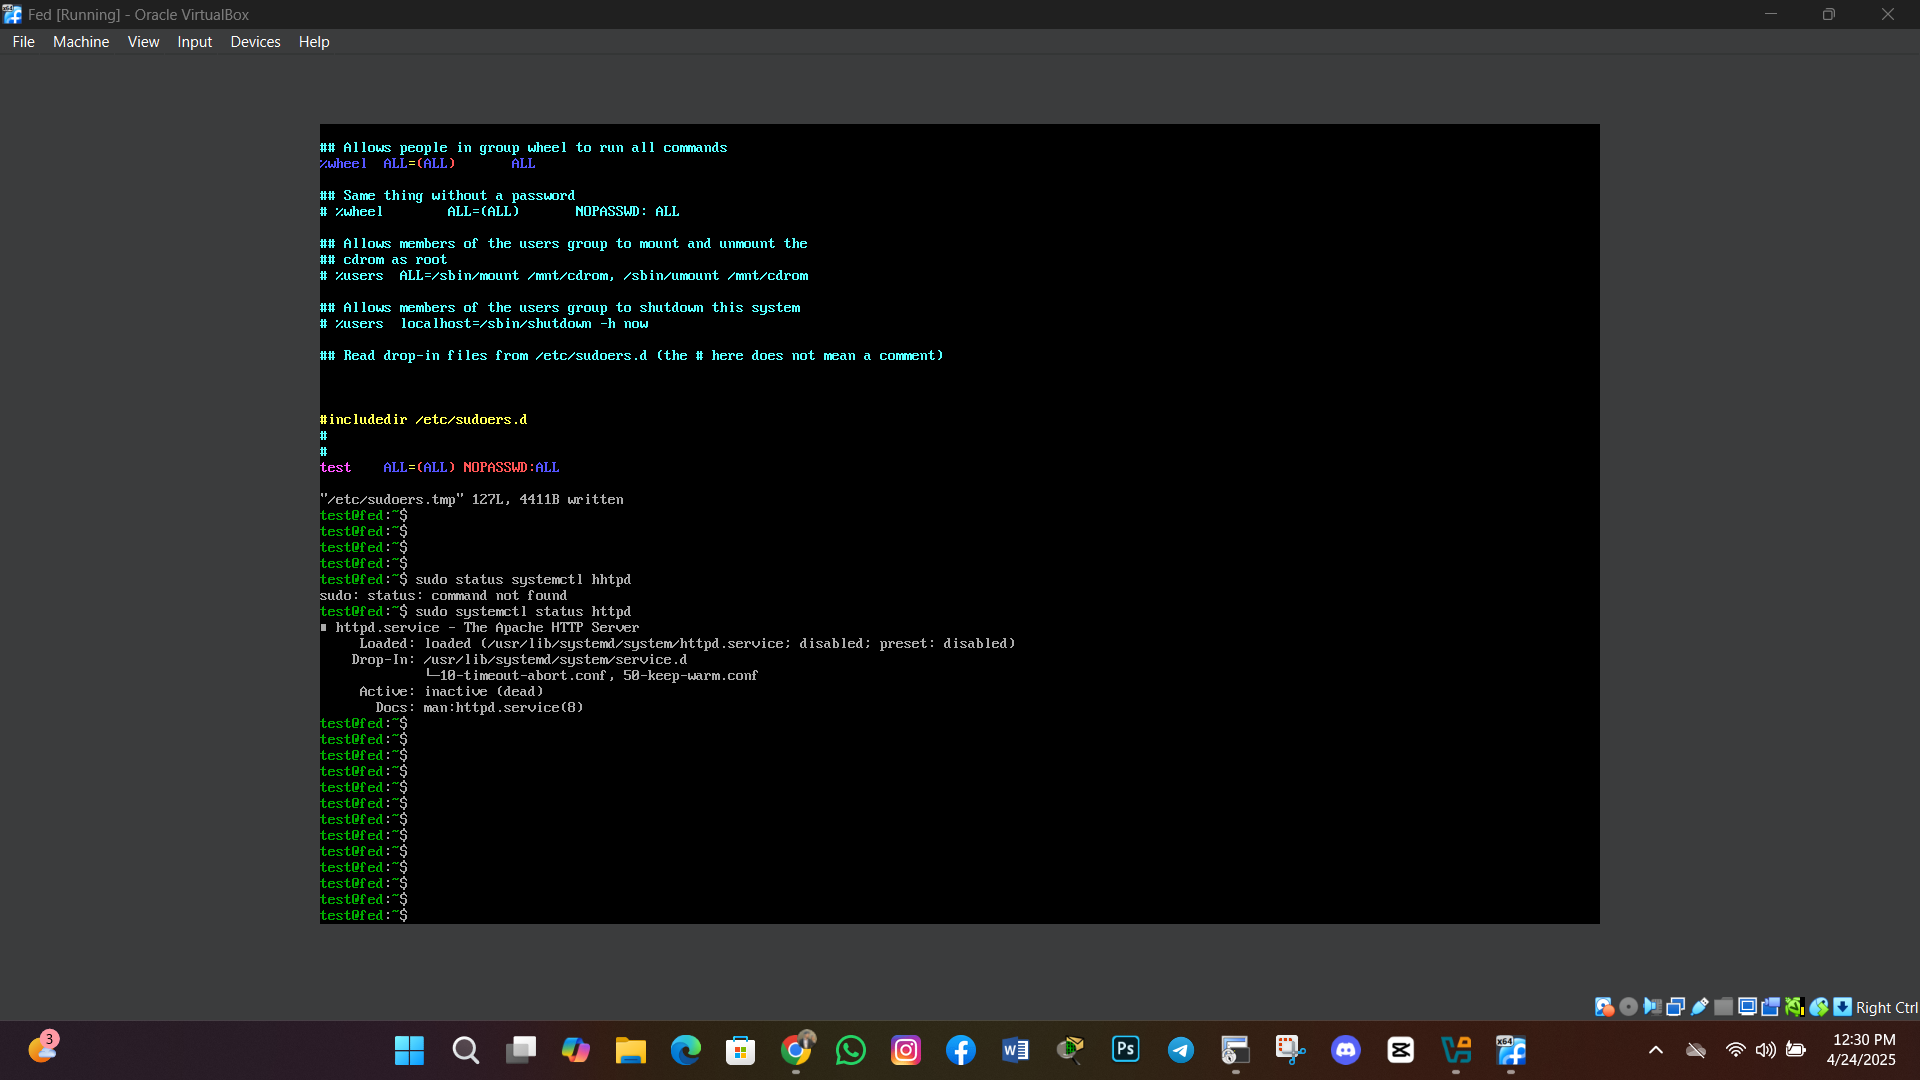 Fed [Running] - Oracle VirtualBox
File Machine View Input Devices Help
## Allows people in group wheel to run all commands
%wheel ALL=(ALL) ALL
## Same thing without a password
# %wheel ALL=(ALL) NOPASSWD: ALL
## Allows members of the users group to mount and unmount the
## cdrom as root
# %users ALL=/sbin/mount /mnt/cdrom, /sbin/umount /mnt/cdrom
## Allows members of the users group to shutdown this system
# %users localhost=/sbin/shutdown -h now
## Read drop-in files from /etc/sudoers.d (the # here does not mean a comment)
#includedir /etc/sudoers.d
#
#
test ALL=(ALL) NOPASSWD:ALL
"/etc/sudoers.tmp" 127L, 4411B written
test@fed:~$
test@fed:~$
test@fed:~$
test@fed:~$
test@fed:~$ sudo status systemctl hhtpd
sudo: status: command not found
test@fed:~$ sudo systemctl status httpd
httpd.service - The Apache HTTP Server
Loaded: loaded (/usr/lib/systemd/system/httpd.service; disabled; preset: disabled)
Drop-In: /usr/lib/systemd/system/service.d
└─10-timeout-abort.conf, 50-keep-warm.conf
Active: inactive (dead)
Docs: man:httpd.service(8)
test@fed:~$
test@fed:~$
test@fed:~$
test@fed:~$
test@fed:~$
test@fed:~$
test@fed:~$
test@fed:~$
test@fed:~$
test@fed:~$
test@fed:~$
test@fed:~$
test@fed:~$
Right Ctrl
3
Ps
x64
12:30 PM
4/24/2025